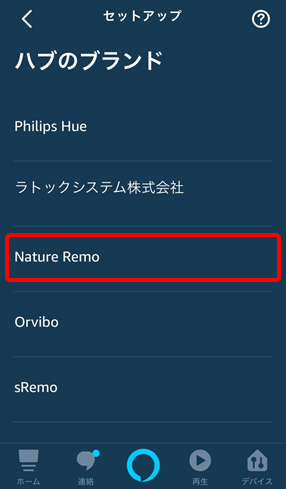 セットアップ
ハブのブランド
Philips Hue
ラトックシステム株式会社
Nature Remo
Orvibo
sRemo
ホーム
連絡
再生
デバイス